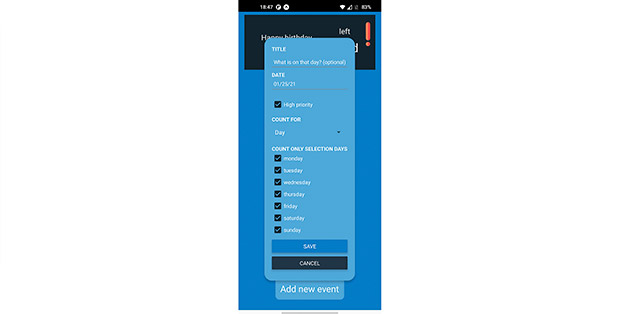 18:47
83%
left
Happy birthday
d
TITLE
What is on that day? (optional)
DATE
01/25/21
High priority
COUNT FOR
Day
COUNT ONLY SELECTION DAYS
monday
tuesday
wednesday
thursday
friday
saturday
sunday
SAVE
CANCEL
Add new event